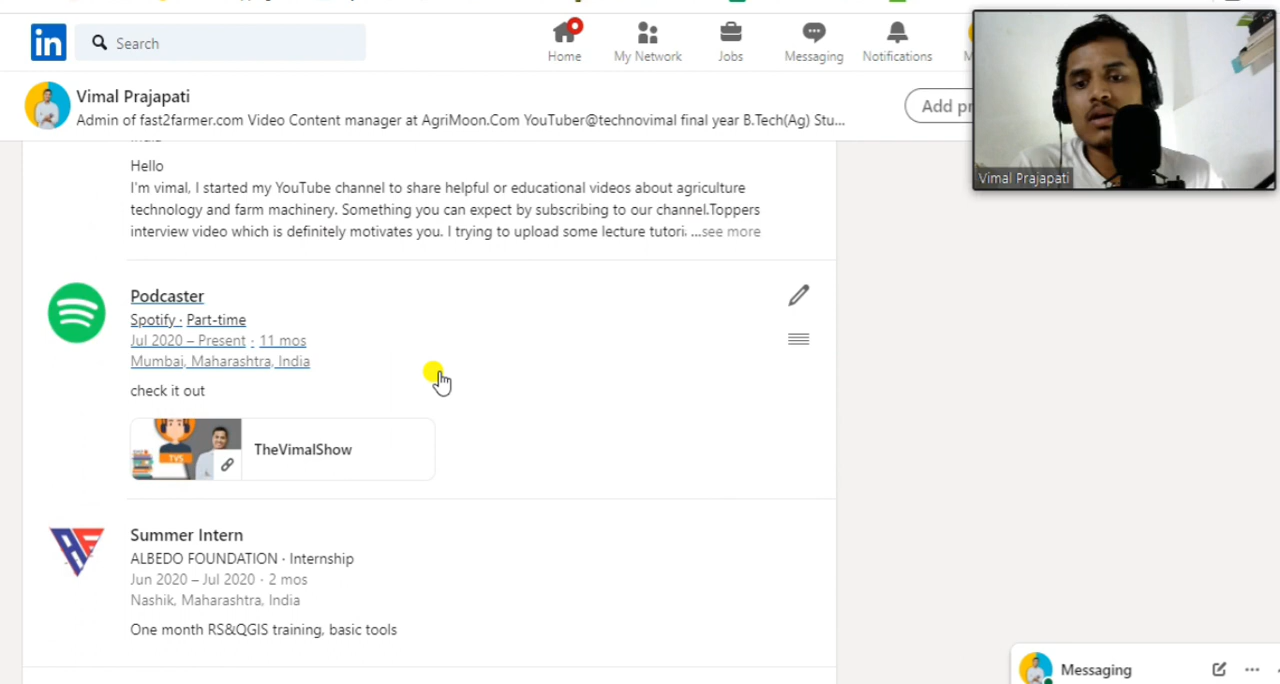 in
Search
Home
My Network
Jobs
Messaging
Notifications
Vimal Prajapati
Admin of fast2farmer.com Video Content manager at AgriMoon.Com YouTuber@technovimal final year B.Tech(Ag) Stu...
Add
Vimal Prajapati
Hello
I'm vimal, I started my YouTube channel to share helpful or educational videos about agriculture
technology and farm machinery. Something you can expect by subscribing to our channel.Toppers
interview video which is definitely motivates you. I trying to upload some lecture tutori. ...see more
Podcaster
Spotify · Part-time
Jul 2020 – Present · 11 mos
Mumbai, Maharashtra, India
check it out
TVS
TheVimalShow
Summer Intern
ALBEDO FOUNDATION · Internship
Jun 2020 – Jul 2020 · 2 mos
Nashik, Maharashtra, India
One month RS&QGIS training, basic tools
Messaging